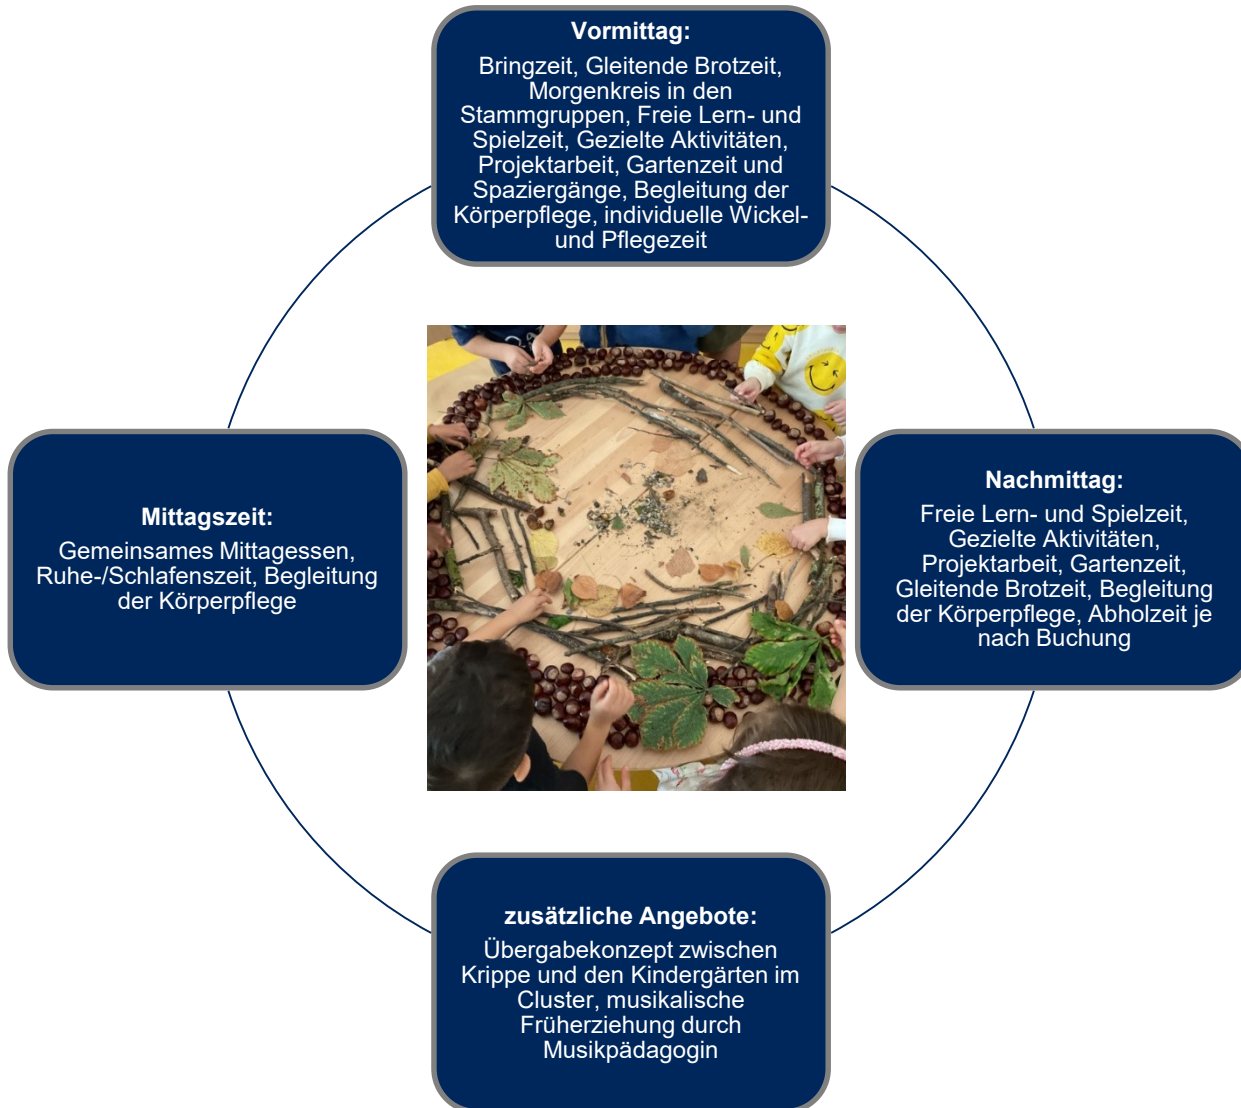 Vormittag:
Bringzeit, Gleitende Brotzeit,
Morgenkreis in den
Stammgruppen, Freie Lern- und
Spielzeit, Gezielte Aktivitäten,
Projektarbeit, Gartenzeit und
Spaziergänge, Begleitung der
Körperpflege, individuelle Wickel-
und Pflegezeit
Mittagszeit:
Gemeinsames Mittagessen,
Ruhe-/Schlafenszeit, Begleitung
der Körperpflege
Nachmittag:
Freie Lern- und Spielzeit,
Gezielte Aktivitäten,
Projektarbeit, Gartenzeit,
Gleitende Brotzeit, Begleitung
der Körperpflege, Abholzeit je
nach Buchung
zusätzliche Angebote:
Übergabekonzept zwischen
Krippe und den Kindergärten im
Cluster, musikalische
Früherziehung durch
Musikpädagogin